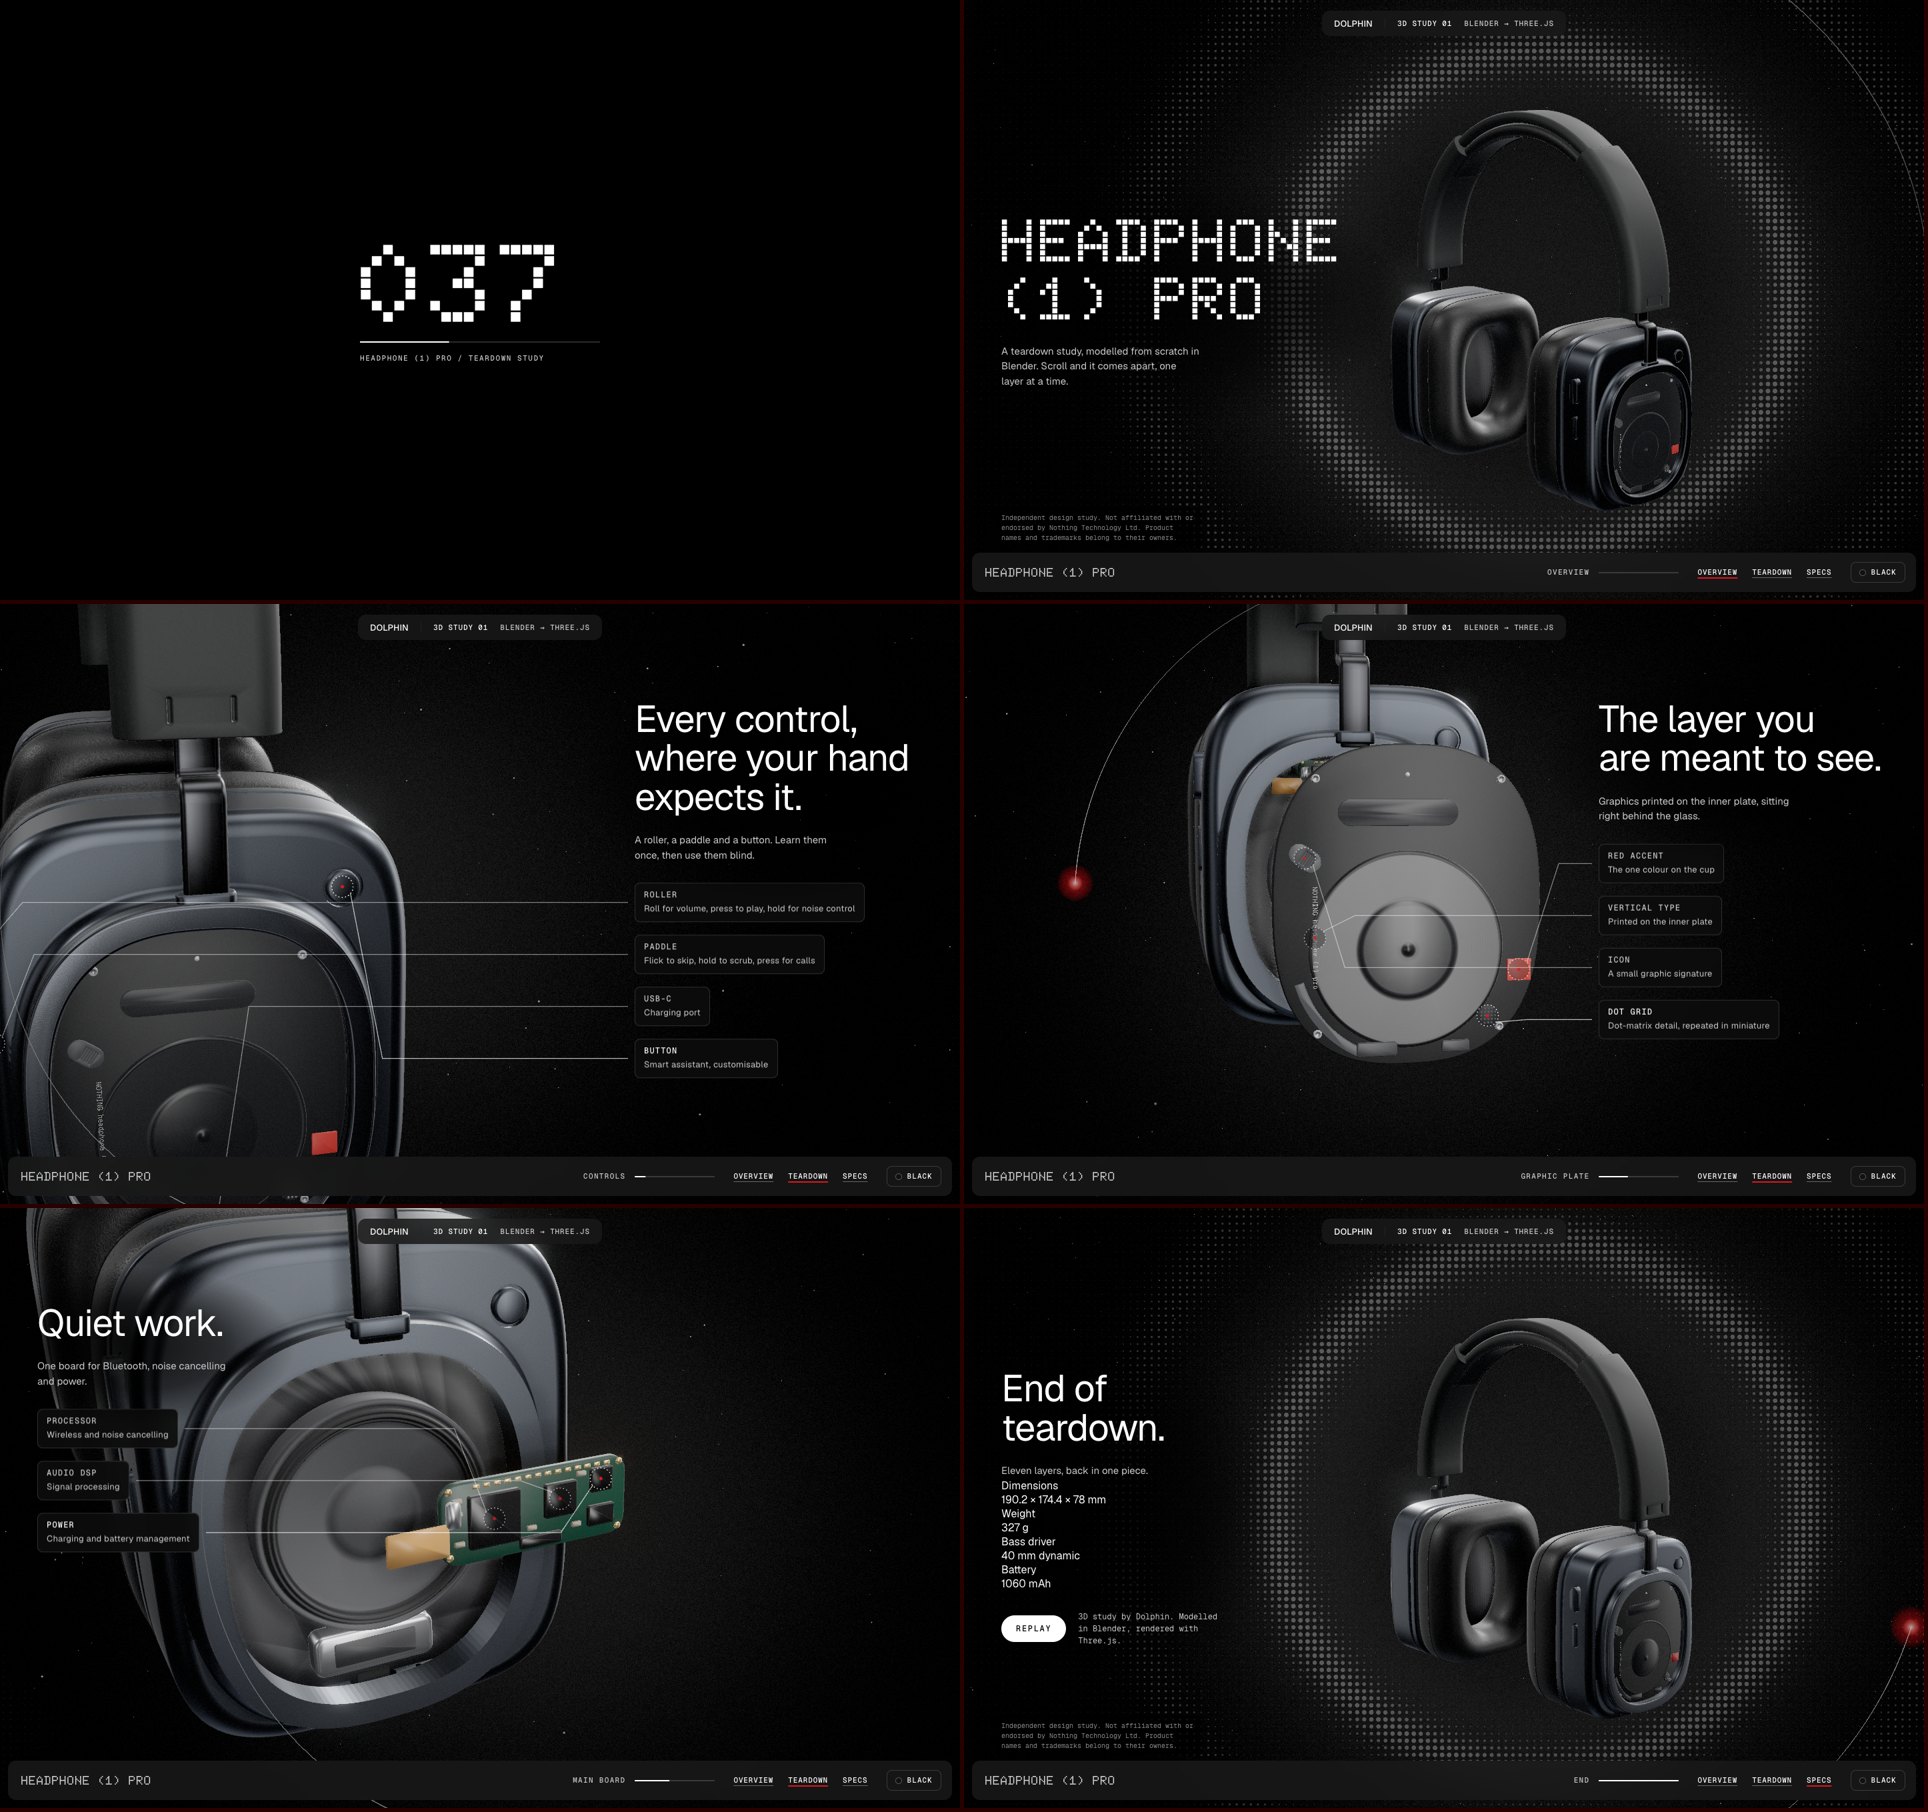 037
HEADPHONE (1) PRO / TEARDOWN STUDY
DOLPHIN 3D STUDY 01 BLENDER → THREE.JS
HEADPHONE
(1) PRO
A teardown study, modelled from scratch in
Blender. Scroll and it comes apart, one
layer at a time.
Independent design study. Not affiliated with or
endorsed by Nothing Technology Ltd. Product
names and trademarks belong to their owners.
HEADPHONE (1) PRO OVERVIEW OVERVIEW TEARDOWN SPECS BLACK
DOLPHIN 3D STUDY 01 BLENDER → THREE.JS
Every control,
where your hand
expects it.
A roller, a paddle and a button. Learn them
once, then use them blind.
ROLLER
Roll for volume, press to play, hold for noise control
PADDLE
Flick to skip, hold to scrub, press for calls
USB-C
Charging port
BUTTON
Smart assistant, customisable
NOTHING headphone
HEADPHONE (1) PRO CONTROLS OVERVIEW TEARDOWN SPECS BLACK
DOLPHIN 3D STUDY 01 BLENDER → THREE.JS
The layer you
are meant to see.
Graphics printed on the inner plate, sitting
right behind the glass.
RED ACCENT
The one colour on the cup
VERTICAL TYPE
Printed on the inner plate
ICON
A small graphic signature
DOT GRID
Dot-matrix detail, repeated in miniature
NOTHING
HEADPHONE (1) PRO GRAPHIC PLATE OVERVIEW TEARDOWN SPECS BLACK
DOLPHIN 3D STUDY 01 BLENDER → THREE.JS
Quiet work.
One board for Bluetooth, noise cancelling
and power.
PROCESSOR
Wireless and noise cancelling
AUDIO DSP
Signal processing
POWER
Charging and battery management
HEADPHONE (1) PRO MAIN BOARD OVERVIEW TEARDOWN SPECS BLACK
DOLPHIN 3D STUDY 01 BLENDER → THREE.JS
End of
teardown.
Eleven layers, back in one piece.
Dimensions
190.2 × 174.4 × 78 mm
Weight
327 g
Bass driver
40 mm dynamic
Battery
1060 mAh
REPLAY
3D study by Dolphin. Modelled
in Blender, rendered with
Three.js.
Independent design study. Not affiliated with or
endorsed by Nothing Technology Ltd. Product
names and trademarks belong to their owners.
HEADPHONE (1) PRO END OVERVIEW TEARDOWN SPECS BLACK